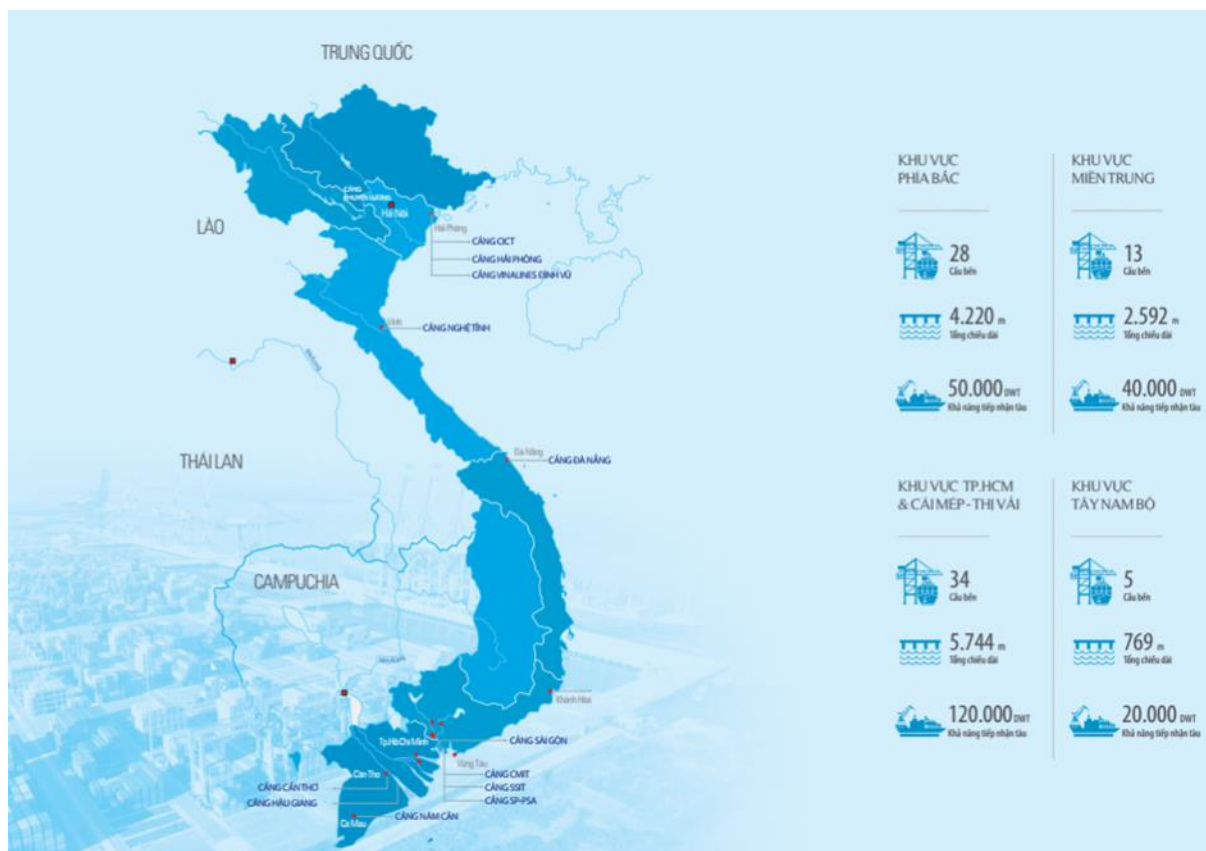 TRUNG QUỐC
CẢNG
KHUYẾN LƯƠNG
Hà Nội
LÀO
Hải Phòng
CẢNG CICT
CẢNG HẢI PHÒNG
CẢNG VINALINES ĐÌNH VŨ
Vinh
CẢNG NGHỆ TĨNH
Mekong
THÁI LAN
Đà Nẵng
CẢNG ĐÀ NẴNG
CAMPUCHIA
Khánh Hòa
Tp.Hồ Chí Minh
CẢNG SÀI GÒN
Vũng Tàu
Cần Thơ
CẢNG CMIT
CẢNG SSIT
CẢNG SP-PSA
CẢNG CẦN THƠ
CẢNG HẬU GIANG
CẢNG NĂM CĂN
Cà Mau
KHU VỰC
PHÍA BẮC
28
Cầu bến
4.220 m
Tổng chiều dài
50.000 DWT
Khả năng tiếp nhận tàu
KHU VỰC
MIỀN TRUNG
13
Cầu bến
2.592 m
Tổng chiều dài
40.000 DWT
Khả năng tiếp nhận tàu
KHU VỰC TP.HCM
& CÁI MÉP - THỊ VẢI
34
Cầu bến
5.744 m
Tổng chiều dài
120.000 DWT
Khả năng tiếp nhận tàu
KHU VỰC
TÂY NAM BỘ
5
Cầu bến
769 m
Tổng chiều dài
20.000 DWT
Khả năng tiếp nhận tàu